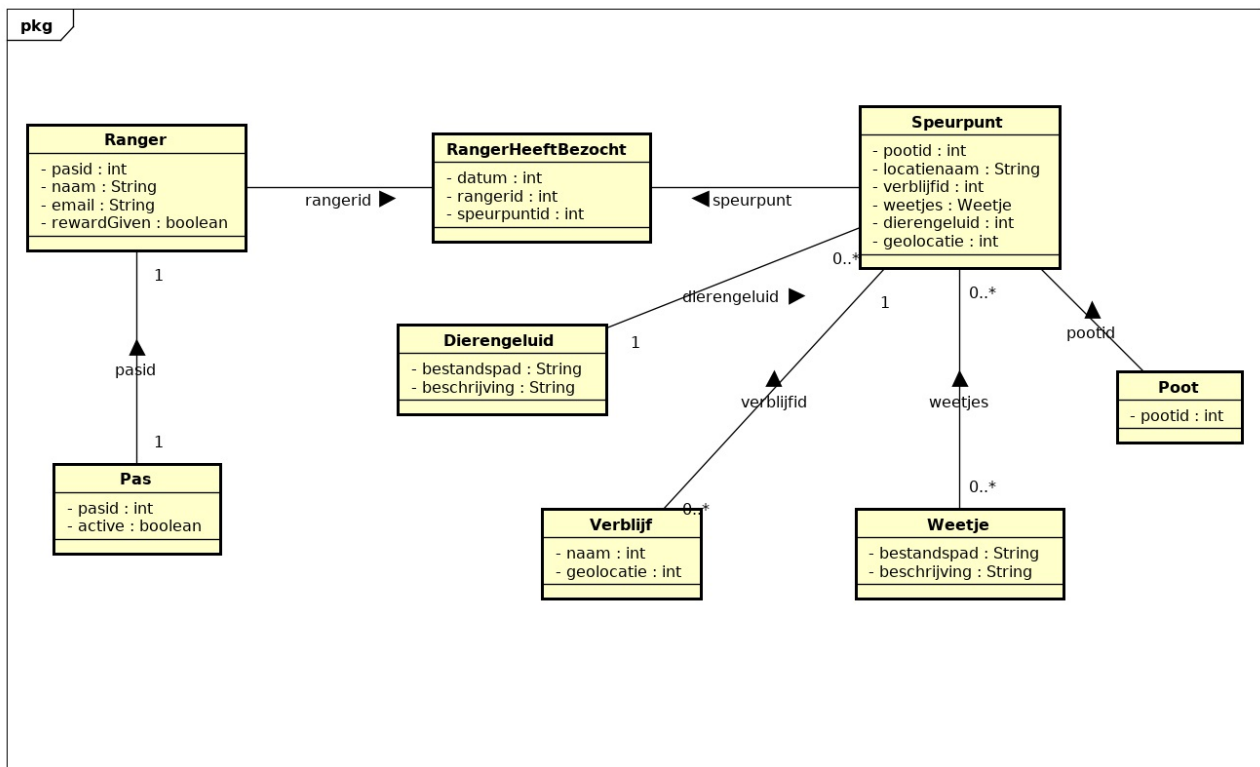 pkg
Ranger
- pasid : int
- naam : String
- email : String
- rewardGiven : boolean
rangerid
RangerHeeftBezocht
- datum : int
- rangerid : int
- speurpuntid : int
speurpunt
Speurpunt
- pootid : int
- locatienaam : String
- verblijfid : int
- weetjes : Weetje
- dierengeluid : int
- geolocatie : int
0..*
dierengeluid
1
Dierengeluid
- bestandspad : String
- beschrijving : String
1
pasid
1
Pas
- pasid : int
- active : boolean
1
verblijfid
0..*
Verblijf
- naam : int
- geolocatie : int
0..*
weetjes
0..*
Weetje
- bestandspad : String
- beschrijving : String
pootid
Poot
- pootid : int